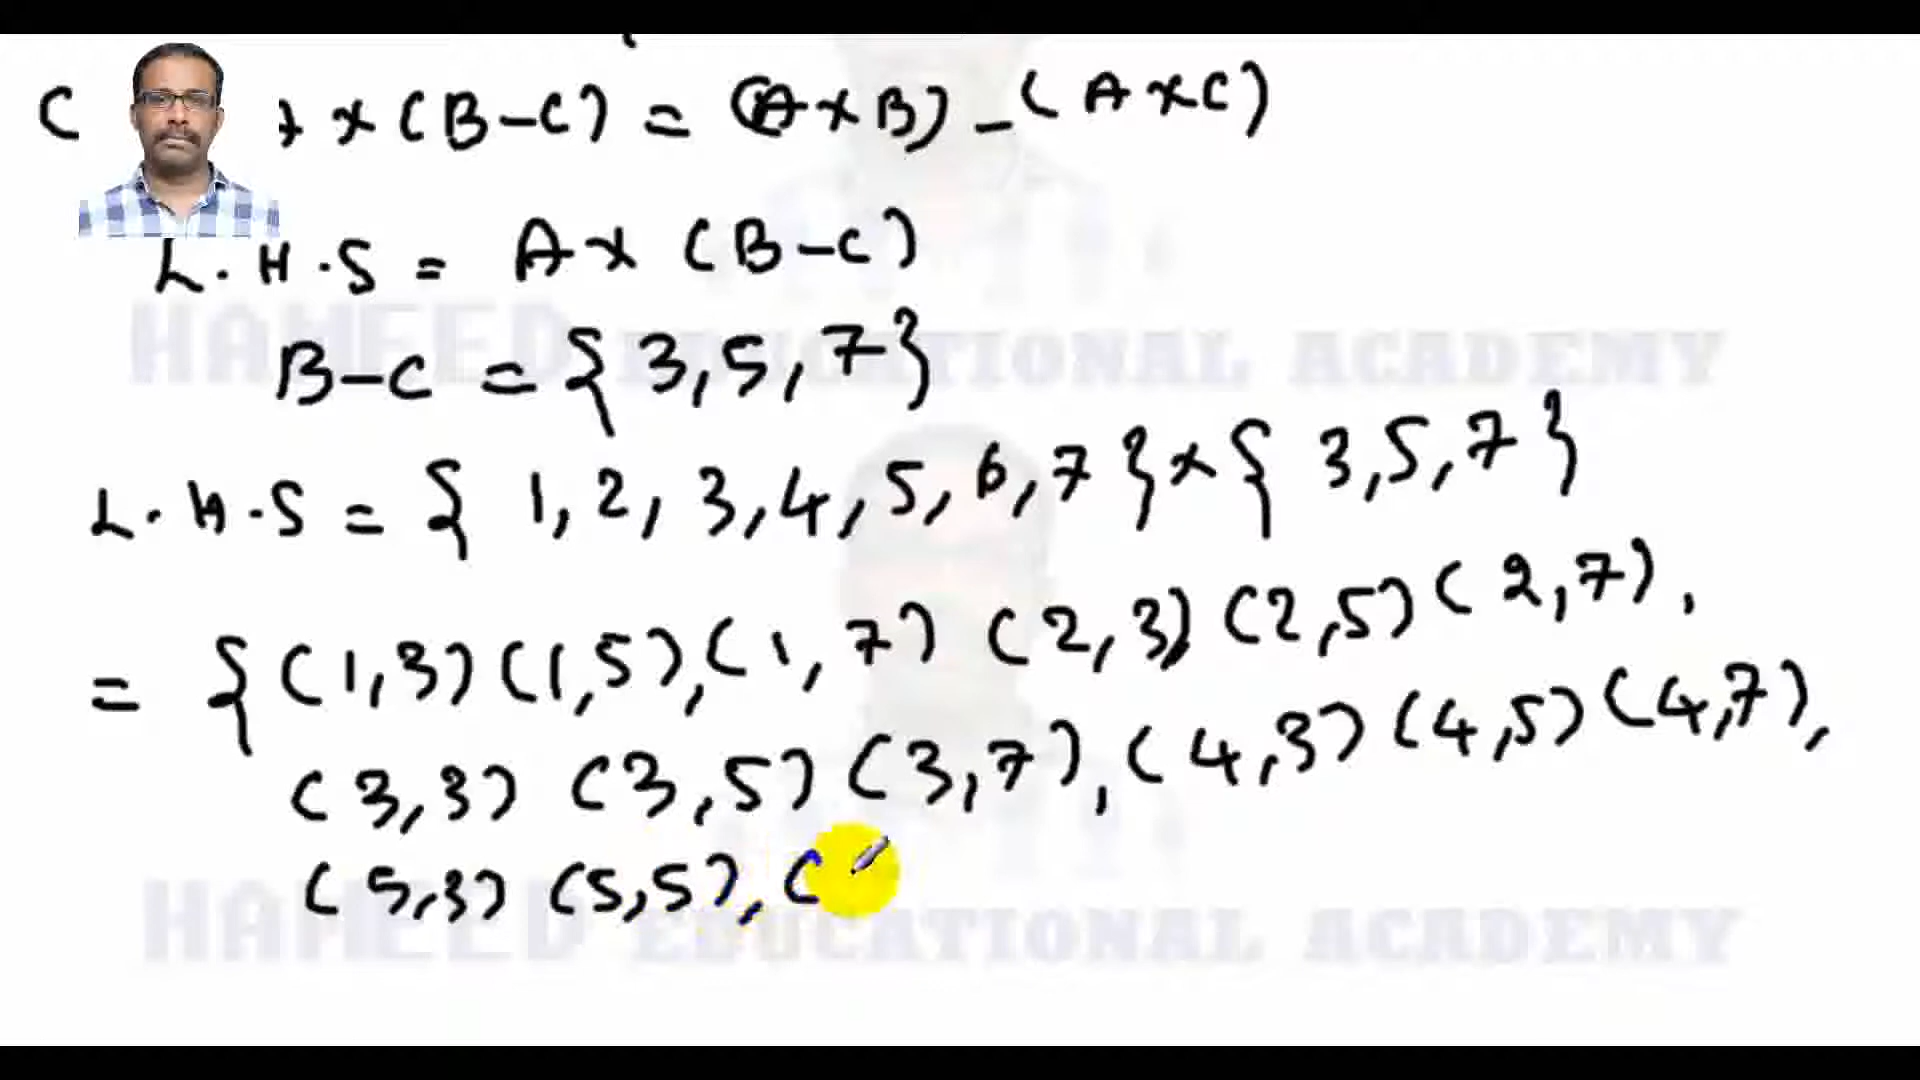 C × (B-C) = (A×B) - (A×C)
L.H.S = A× (B-C)
B-C = {3,5,7}
L.H.S = { 1,2,3,4,5,6,7 }×{ 3,5,7 }
= {(1,3)(1,5),(1,7) (2,3)(2,5)(2,7),
(3,3) (3,5) (3,7),(4,3)(4,5)(4,7),
(5,3) (5,5),(
HAMEED EDUCATIONAL ACADEMY
HAMEED EDUCATIONAL ACADEMY